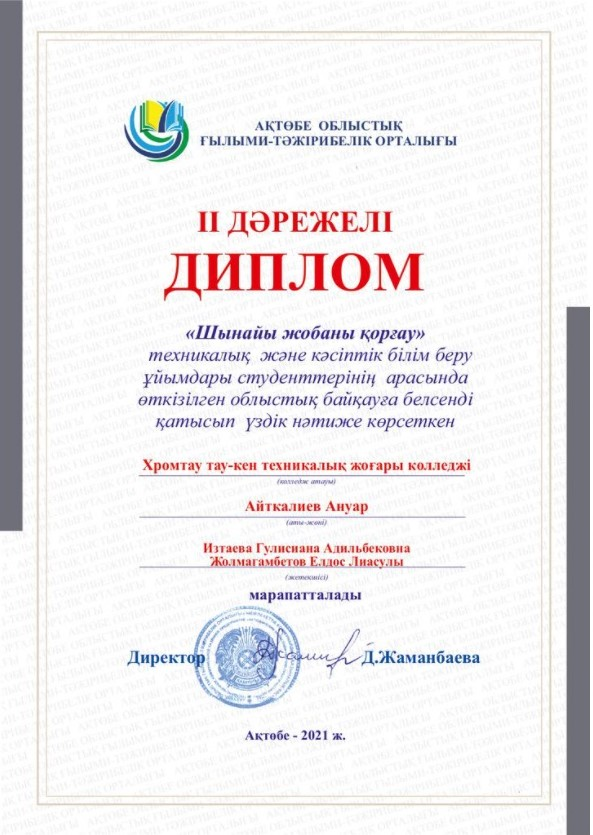 АҚТӨБЕ ОБЛЫСТЫҚ
ҒЫЛЫМИ-ТӘЖІРИБЕЛІК ОРТАЛЫҒЫ
II ДӘРЕЖЕЛІ
ДИПЛОМ
«Шынайы жобаны қорғау»
техникалық және кәсіптік білім беру
ұйымдары студенттерінің арасында
өткізілген облыстық байқауға белсенді
қатысып үздік нәтиже көрсеткен
Хромтау тау-кен техникалық жоғары колледжі
(колледж атауы)
Айткалиев Ануар
(аты-жөні)
Изтаева Гулисиана Адильбековна
Жолмагамбетов Елдос Лиасулы
(жетекшісі)
марапатталады
Директор Д.Жаманбаева
Ақтөбе - 2021 ж.